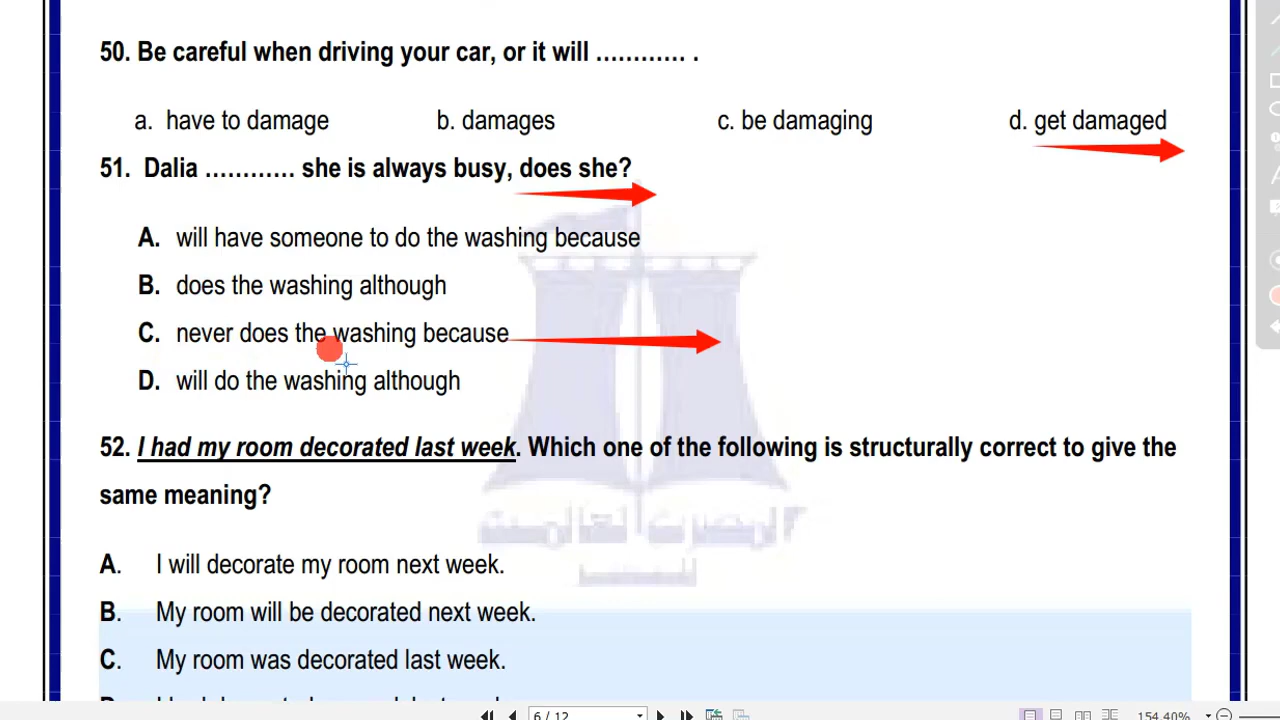 50. Be careful when driving your car, or it will ………… .
a. have to damage b. damages c. be damaging d. get damaged
51. Dalia ………… she is always busy, does she?
A. will have someone to do the washing because
B. does the washing although
C. never does the washing because
D. will do the washing although
52. I had my room decorated last week. Which one of the following is structurally correct to give the
same meaning?
A. I will decorate my room next week.
B. My room will be decorated next week.
C. My room was decorated last week.
6 / 12
154.40%